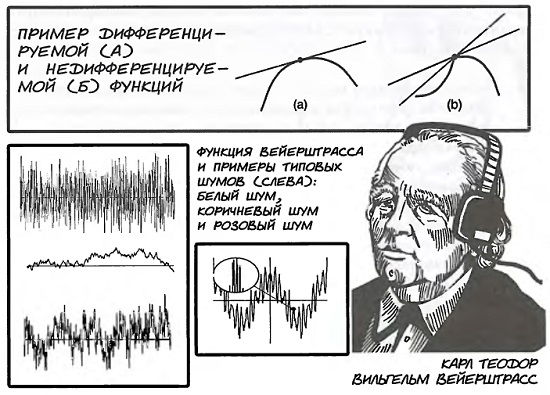 ПРИМЕР ДИФФЕРЕНЦИ–
РУЕМОЙ (А)
И НЕДИФФЕРЕНЦИРУЕ–
МОЙ (Б) ФУНКЦИЙ
(a)
(b)
ФУНКЦИЯ ВЕЙЕРШТРАССА
И ПРИМЕРЫ ТИПОВЫХ
ШУМОВ (СЛЕВА):
БЕЛЫЙ ШУМ,
КОРИЧНЕВЫЙ ШУМ
И РОЗОВЫЙ ШУМ
КАРЛ ТЕОДОР
ВИЛЬГЕЛЬМ ВЕЙЕРШТРАСС